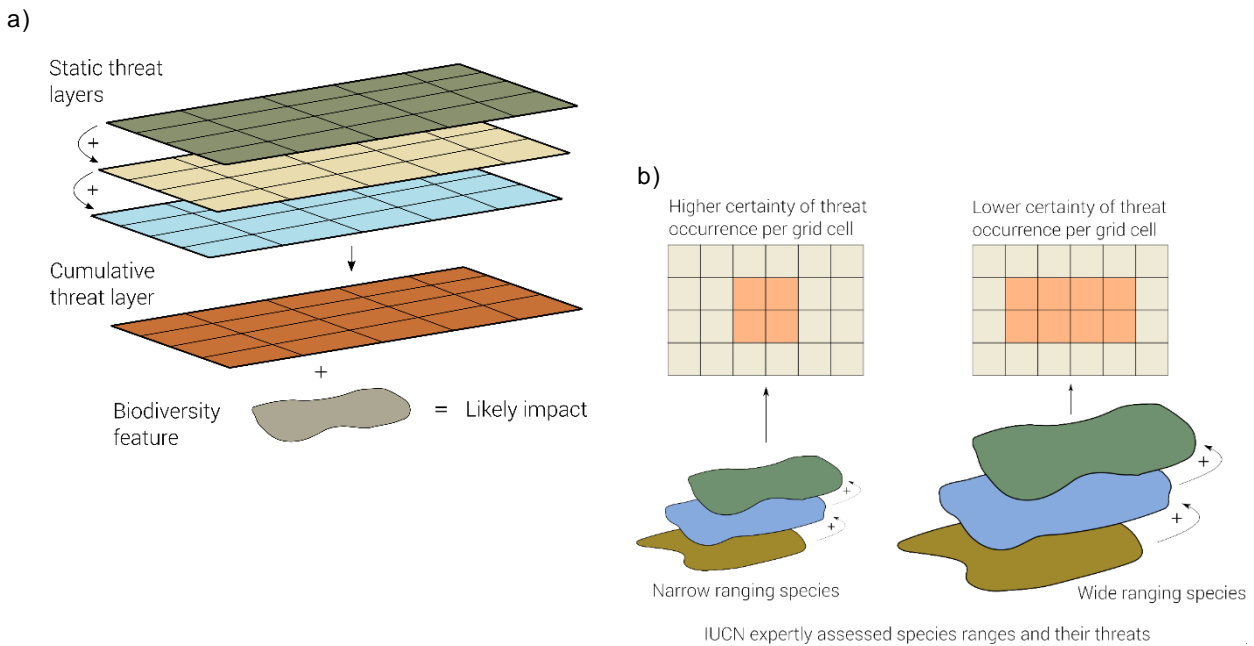 a)
Static threat
layers
+
+
Cumulative
threat layer
+
Biodiversity
feature
= Likely impact
b)
Higher certainty of threat
occurrence per grid cell
Lower certainty of threat
occurrence per grid cell
+
+
+
+
Narrow ranging species
Wide ranging species
IUCN expertly assessed species ranges and their threats